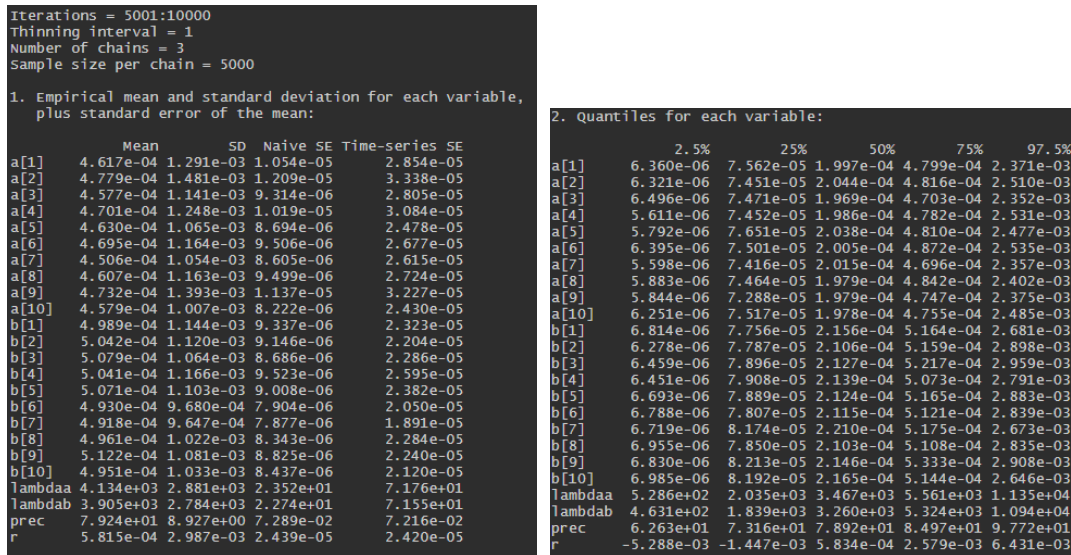 Iterations = 5001:10000
Thinning interval = 1
Number of chains = 3
Sample size per chain = 5000
1. Empirical mean and standard deviation for each variable,
plus standard error of the mean:
Mean SD Naive SE Time-series SE
a[1] 4.617e-04 1.291e-03 1.054e-05 2.854e-05
a[2] 4.779e-04 1.481e-03 1.209e-05 3.338e-05
a[3] 4.577e-04 1.141e-03 9.314e-06 2.805e-05
a[4] 4.701e-04 1.248e-03 1.019e-05 3.084e-05
a[5] 4.630e-04 1.065e-03 8.694e-06 2.478e-05
a[6] 4.695e-04 1.164e-03 9.506e-06 2.677e-05
a[7] 4.506e-04 1.054e-03 8.605e-06 2.615e-05
a[8] 4.607e-04 1.163e-03 9.499e-06 2.724e-05
a[9] 4.732e-04 1.393e-03 1.137e-05 3.227e-05
a[10] 4.579e-04 1.007e-03 8.222e-06 2.430e-05
b[1] 4.989e-04 1.144e-03 9.337e-06 2.323e-05
b[2] 5.042e-04 1.120e-03 9.146e-06 2.204e-05
b[3] 5.079e-04 1.064e-03 8.686e-06 2.286e-05
b[4] 5.041e-04 1.166e-03 9.523e-06 2.595e-05
b[5] 5.071e-04 1.103e-03 9.008e-06 2.382e-05
b[6] 4.930e-04 9.680e-04 7.904e-06 2.050e-05
b[7] 4.918e-04 9.647e-04 7.877e-06 1.891e-05
b[8] 4.961e-04 1.022e-03 8.343e-06 2.284e-05
b[9] 5.122e-04 1.081e-03 8.825e-06 2.240e-05
b[10] 4.951e-04 1.033e-03 8.437e-06 2.120e-05
lambdaa 4.134e+03 2.881e+03 2.352e+01 7.176e+01
lambdab 3.905e+03 2.784e+03 2.274e+01 7.155e+01
prec 7.924e+01 8.927e+00 7.289e-02 7.216e-02
r 5.815e-04 2.987e-03 2.439e-05 2.420e-05
2. Quantiles for each variable:
2.5% 25% 50% 75% 97.5%
a[1] 6.360e-06 7.562e-05 1.997e-04 4.799e-04 2.371e-03
a[2] 6.321e-06 7.451e-05 2.044e-04 4.816e-04 2.510e-03
a[3] 6.496e-06 7.471e-05 1.969e-04 4.703e-04 2.352e-03
a[4] 5.611e-06 7.452e-05 1.986e-04 4.782e-04 2.531e-03
a[5] 5.792e-06 7.651e-05 2.038e-04 4.810e-04 2.477e-03
a[6] 6.395e-06 7.501e-05 2.005e-04 4.872e-04 2.535e-03
a[7] 5.598e-06 7.416e-05 2.015e-04 4.696e-04 2.357e-03
a[8] 5.883e-06 7.464e-05 1.979e-04 4.842e-04 2.402e-03
a[9] 5.844e-06 7.288e-05 1.979e-04 4.747e-04 2.375e-03
a[10] 6.251e-06 7.517e-05 1.978e-04 4.755e-04 2.485e-03
b[1] 6.814e-06 7.756e-05 2.156e-04 5.164e-04 2.681e-03
b[2] 6.278e-06 7.787e-05 2.106e-04 5.159e-04 2.898e-03
b[3] 6.459e-06 7.896e-05 2.127e-04 5.217e-04 2.959e-03
b[4] 6.451e-06 7.908e-05 2.139e-04 5.073e-04 2.791e-03
b[5] 6.693e-06 7.889e-05 2.124e-04 5.165e-04 2.883e-03
b[6] 6.788e-06 7.807e-05 2.115e-04 5.121e-04 2.839e-03
b[7] 6.719e-06 8.174e-05 2.210e-04 5.175e-04 2.673e-03
b[8] 6.955e-06 7.850e-05 2.103e-04 5.108e-04 2.835e-03
b[9] 6.830e-06 8.213e-05 2.146e-04 5.333e-04 2.908e-03
b[10] 6.985e-06 8.192e-05 2.165e-04 5.144e-04 2.646e-03
lambdaa 5.286e+02 2.035e+03 3.467e+03 5.561e+03 1.135e+04
lambdab 4.631e+02 1.839e+03 3.260e+03 5.324e+03 1.094e+04
prec 6.263e+01 7.316e+01 7.892e+01 8.497e+01 9.772e+01
r -5.288e-03 -1.447e-03 5.834e-04 2.579e-03 6.431e-03